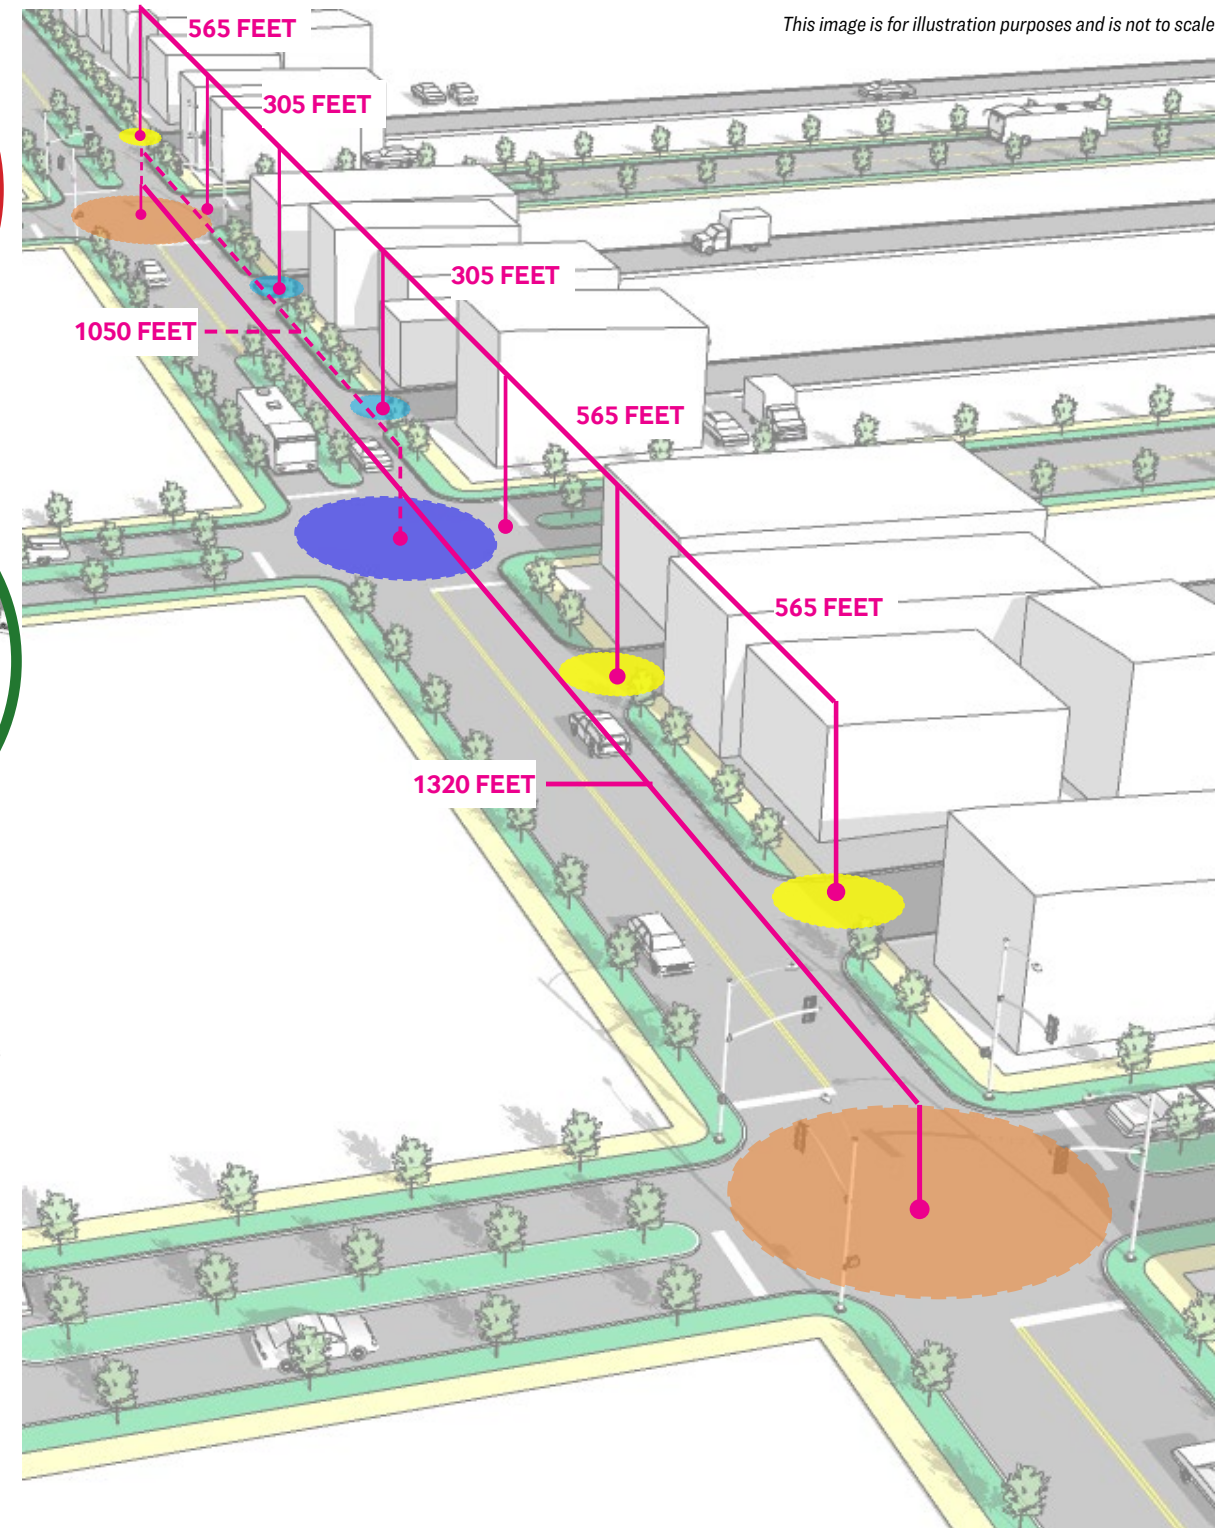 This image is for illustration purposes and is not to scale
565 FEET
305 FEET
305 FEET
1050 FEET
565 FEET
565 FEET
1320 FEET